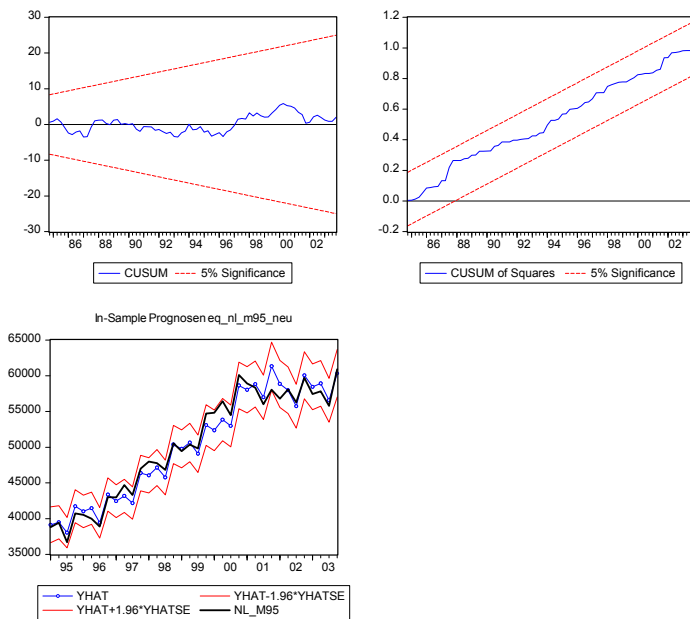 30
20
10
0
-10
-20
-30
86 88 90 92 94 96 98 00 02
CUSUM 5% Significance
1.2
1.0
0.8
0.6
0.4
0.2
0.0
-0.2
86 88 90 92 94 96 98 00 02
CUSUM of Squares 5% Significance
In-Sample Prognosen eq_nl_m95_neu
65000
60000
55000
50000
45000
40000
35000
95 96 97 98 99 00 01 02 03
YHAT YHAT-1.96*YHATSE
YHAT+1.96*YHATSE NL_M95